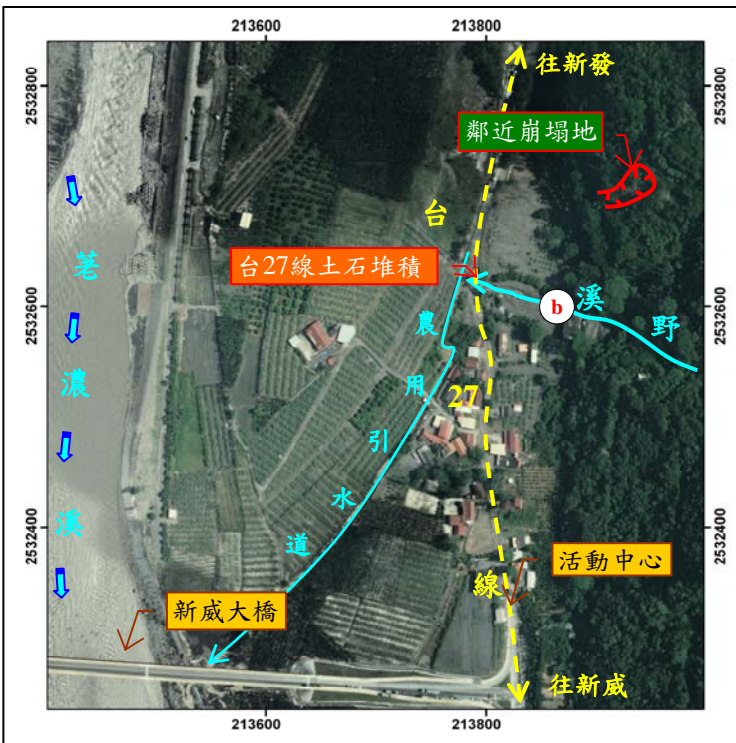 213600
213800
2532800
2532800
往新發
鄰近崩塌地
台
荖
台27線土石堆積
溪
b
野
2532600
2532600
農
濃
用
27
引
水
溪
道
2532400
2532400
活動中心
線
新威大橋
往新威
213600
213800